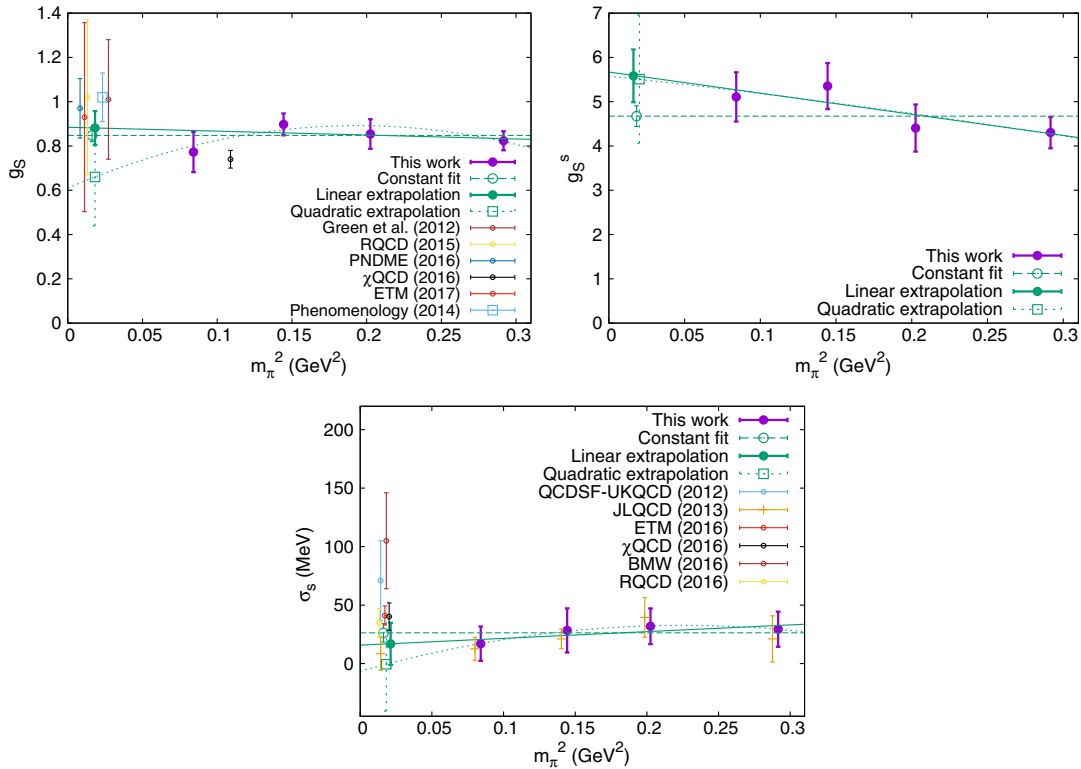 1.4
1.2
1
0.8
0.6
0.4
0.2
0
g_S
0
0.05
0.1
0.15
0.2
0.25
0.3
m_π^2 (GeV^2)
This work
Constant fit
Linear extrapolation
Quadratic extrapolation
Green et al. (2012)
RQCD (2015)
PNDME (2016)
χQCD (2016)
ETM (2017)
Phenomenology (2014)
7
6
5
4
3
2
1
0
g_S^s
0
0.05
0.1
0.15
0.2
0.25
0.3
m_π^2 (GeV^2)
This work
Constant fit
Linear extrapolation
Quadratic extrapolation
200
150
100
50
0
σ_s (MeV)
0
0.05
0.1
0.15
0.2
0.25
0.3
m_π^2 (GeV^2)
This work
Constant fit
Linear extrapolation
Quadratic extrapolation
QCDSF-UKQCD (2012)
JLQCD (2013)
ETM (2016)
χQCD (2016)
BMW (2016)
RQCD (2016)